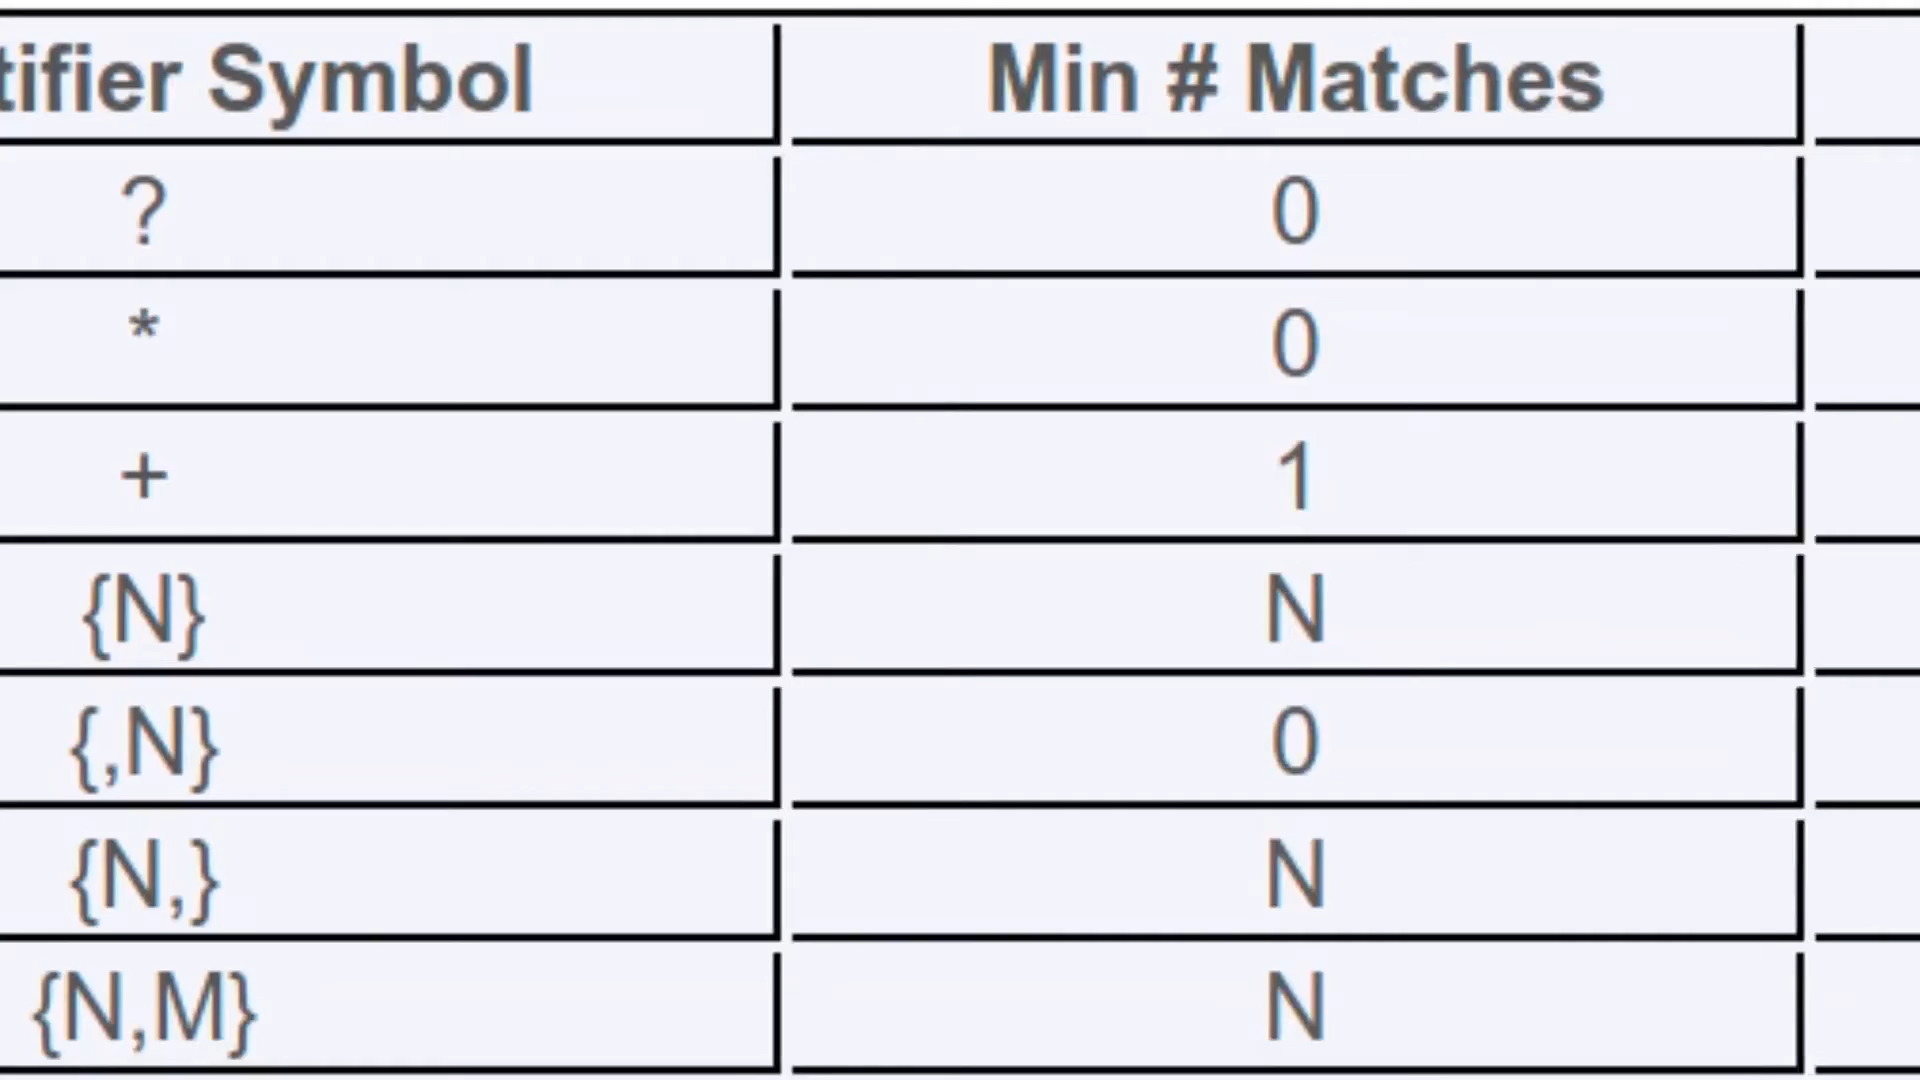 tifier Symbol Min # Matches
? 0
* 0
+ 1
{N} N
{,N} 0
{N,} N
{N,M} N